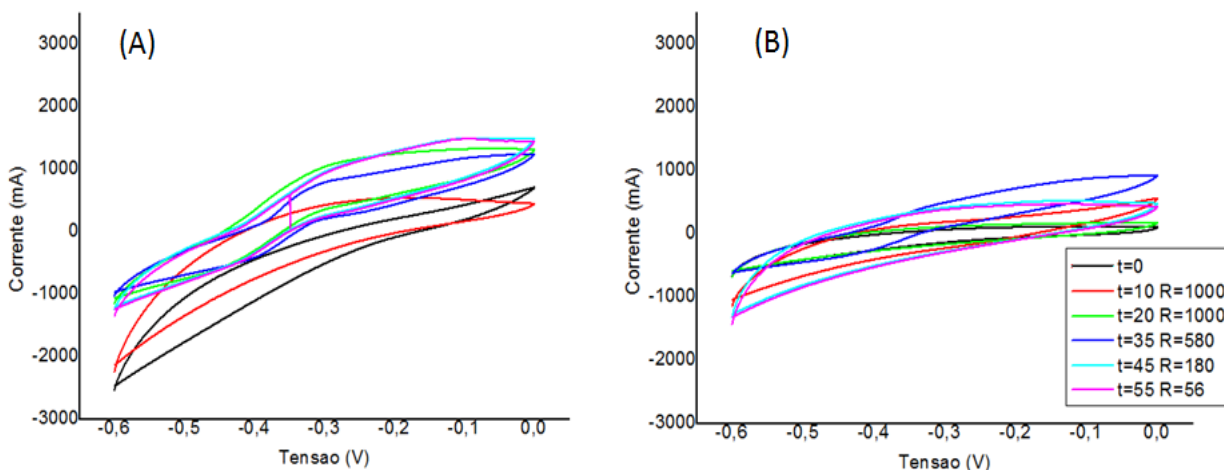 (A)
Corrente (mA)
3000
2000
1000
0
-1000
-2000
-3000
-0,6 -0,5 -0,4 -0,3 -0,2 -0,1 0,0
Tensao (V)
(B)
Corrente (mA)
3000
2000
1000
0
-1000
-2000
-3000
-0,6 -0,5 -0,4 -0,3 -0,2 -0,1 0,0
Tensao (V)
t=0
t=10 R=1000
t=20 R=1000
t=35 R=580
t=45 R=180
t=55 R=56